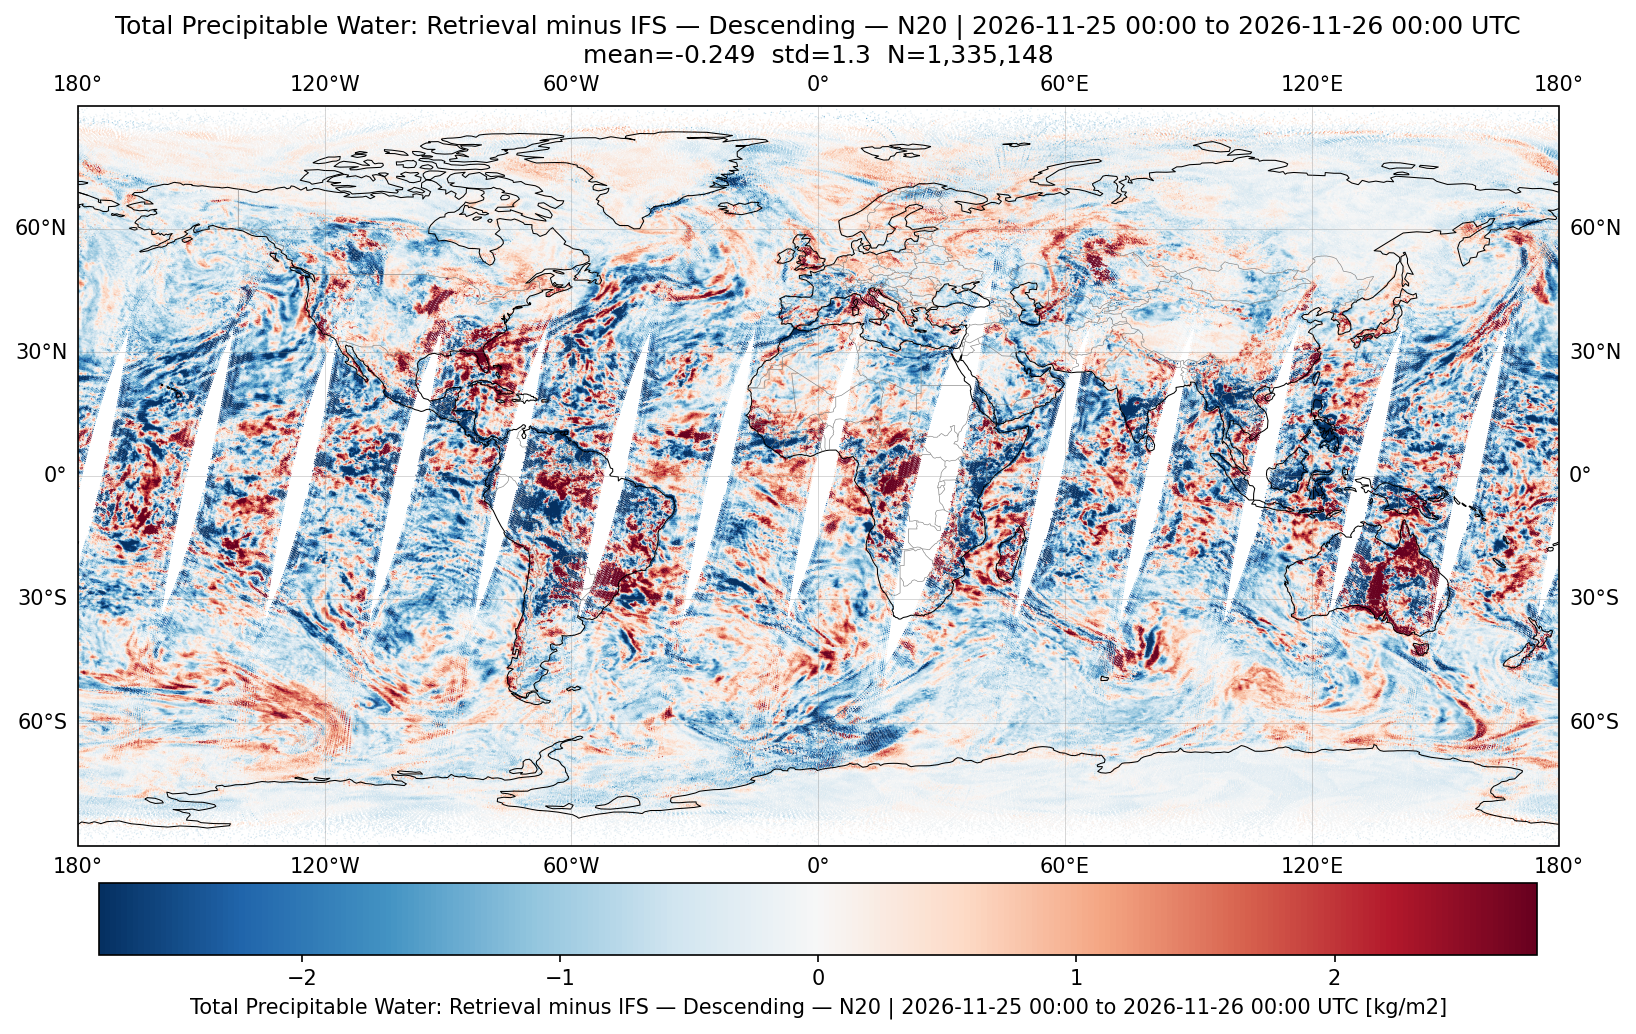 Total Precipitable Water: Retrieval minus IFS — Descending — N20 | 2026-11-25 00:00 to 2026-11-26 00:00 UTC
mean=-0.249  std=1.3  N=1,335,148
180° 120°W 60°W 0° 60°E 120°E 180°
60°N 60°N
30°N 30°N
0° 0°
30°S 30°S
60°S 60°S
180° 120°W 60°W 0° 60°E 120°E 180°
−2 −1 0 1 2
Total Precipitable Water: Retrieval minus IFS — Descending — N20 | 2026-11-25 00:00 to 2026-11-26 00:00 UTC [kg/m2]